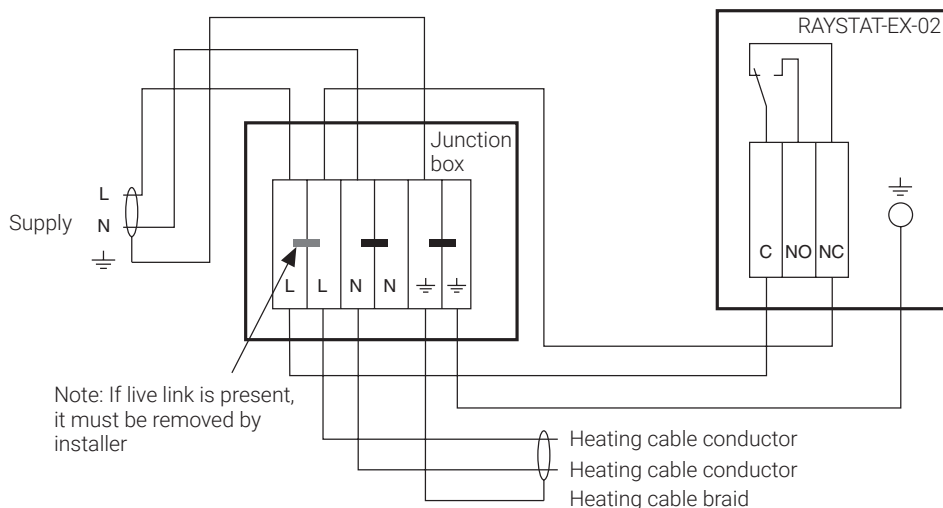 RAYSTAT-EX-02
Junction
box
L
Supply
N
C NO NC
L L N N
Note: If live link is present,
it must be removed by
installer
Heating cable conductor
Heating cable conductor
Heating cable braid